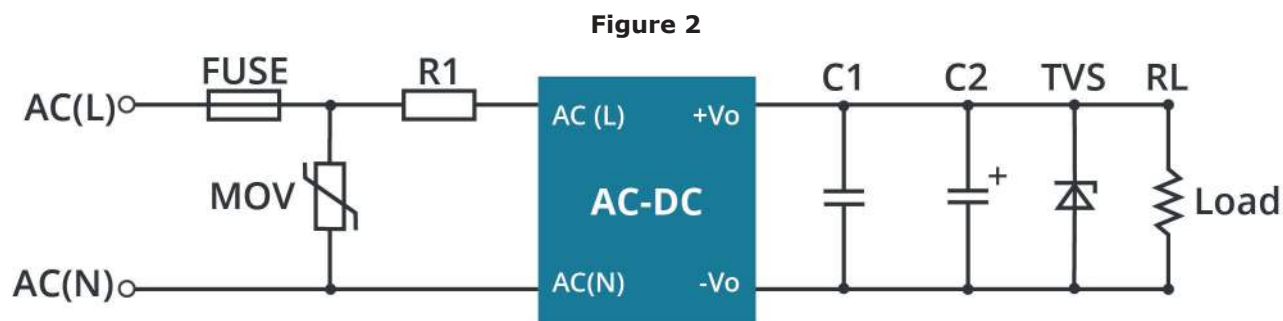 Figure 2
FUSE R1 C1 C2 TVS RL
AC(L) AC (L) +Vo
MOV AC-DC + Load
AC(N) AC(N) -Vo